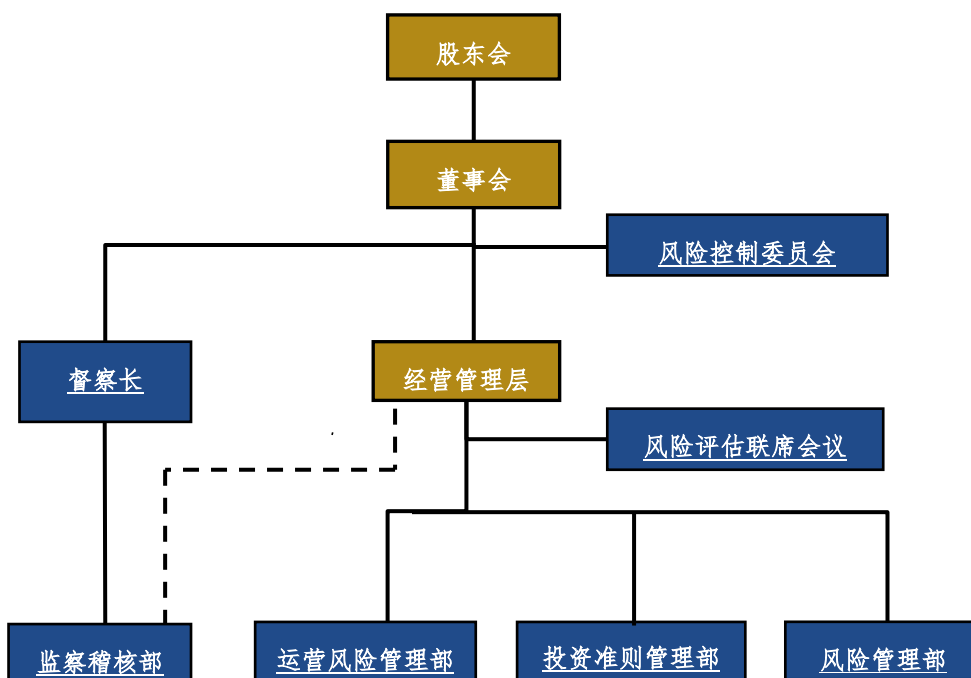 股东会
董事会
风险控制委员会
督察长
经营管理层
风险评估联席会议
监察稽核部
运营风险管理部
投资准则管理部
风险管理部